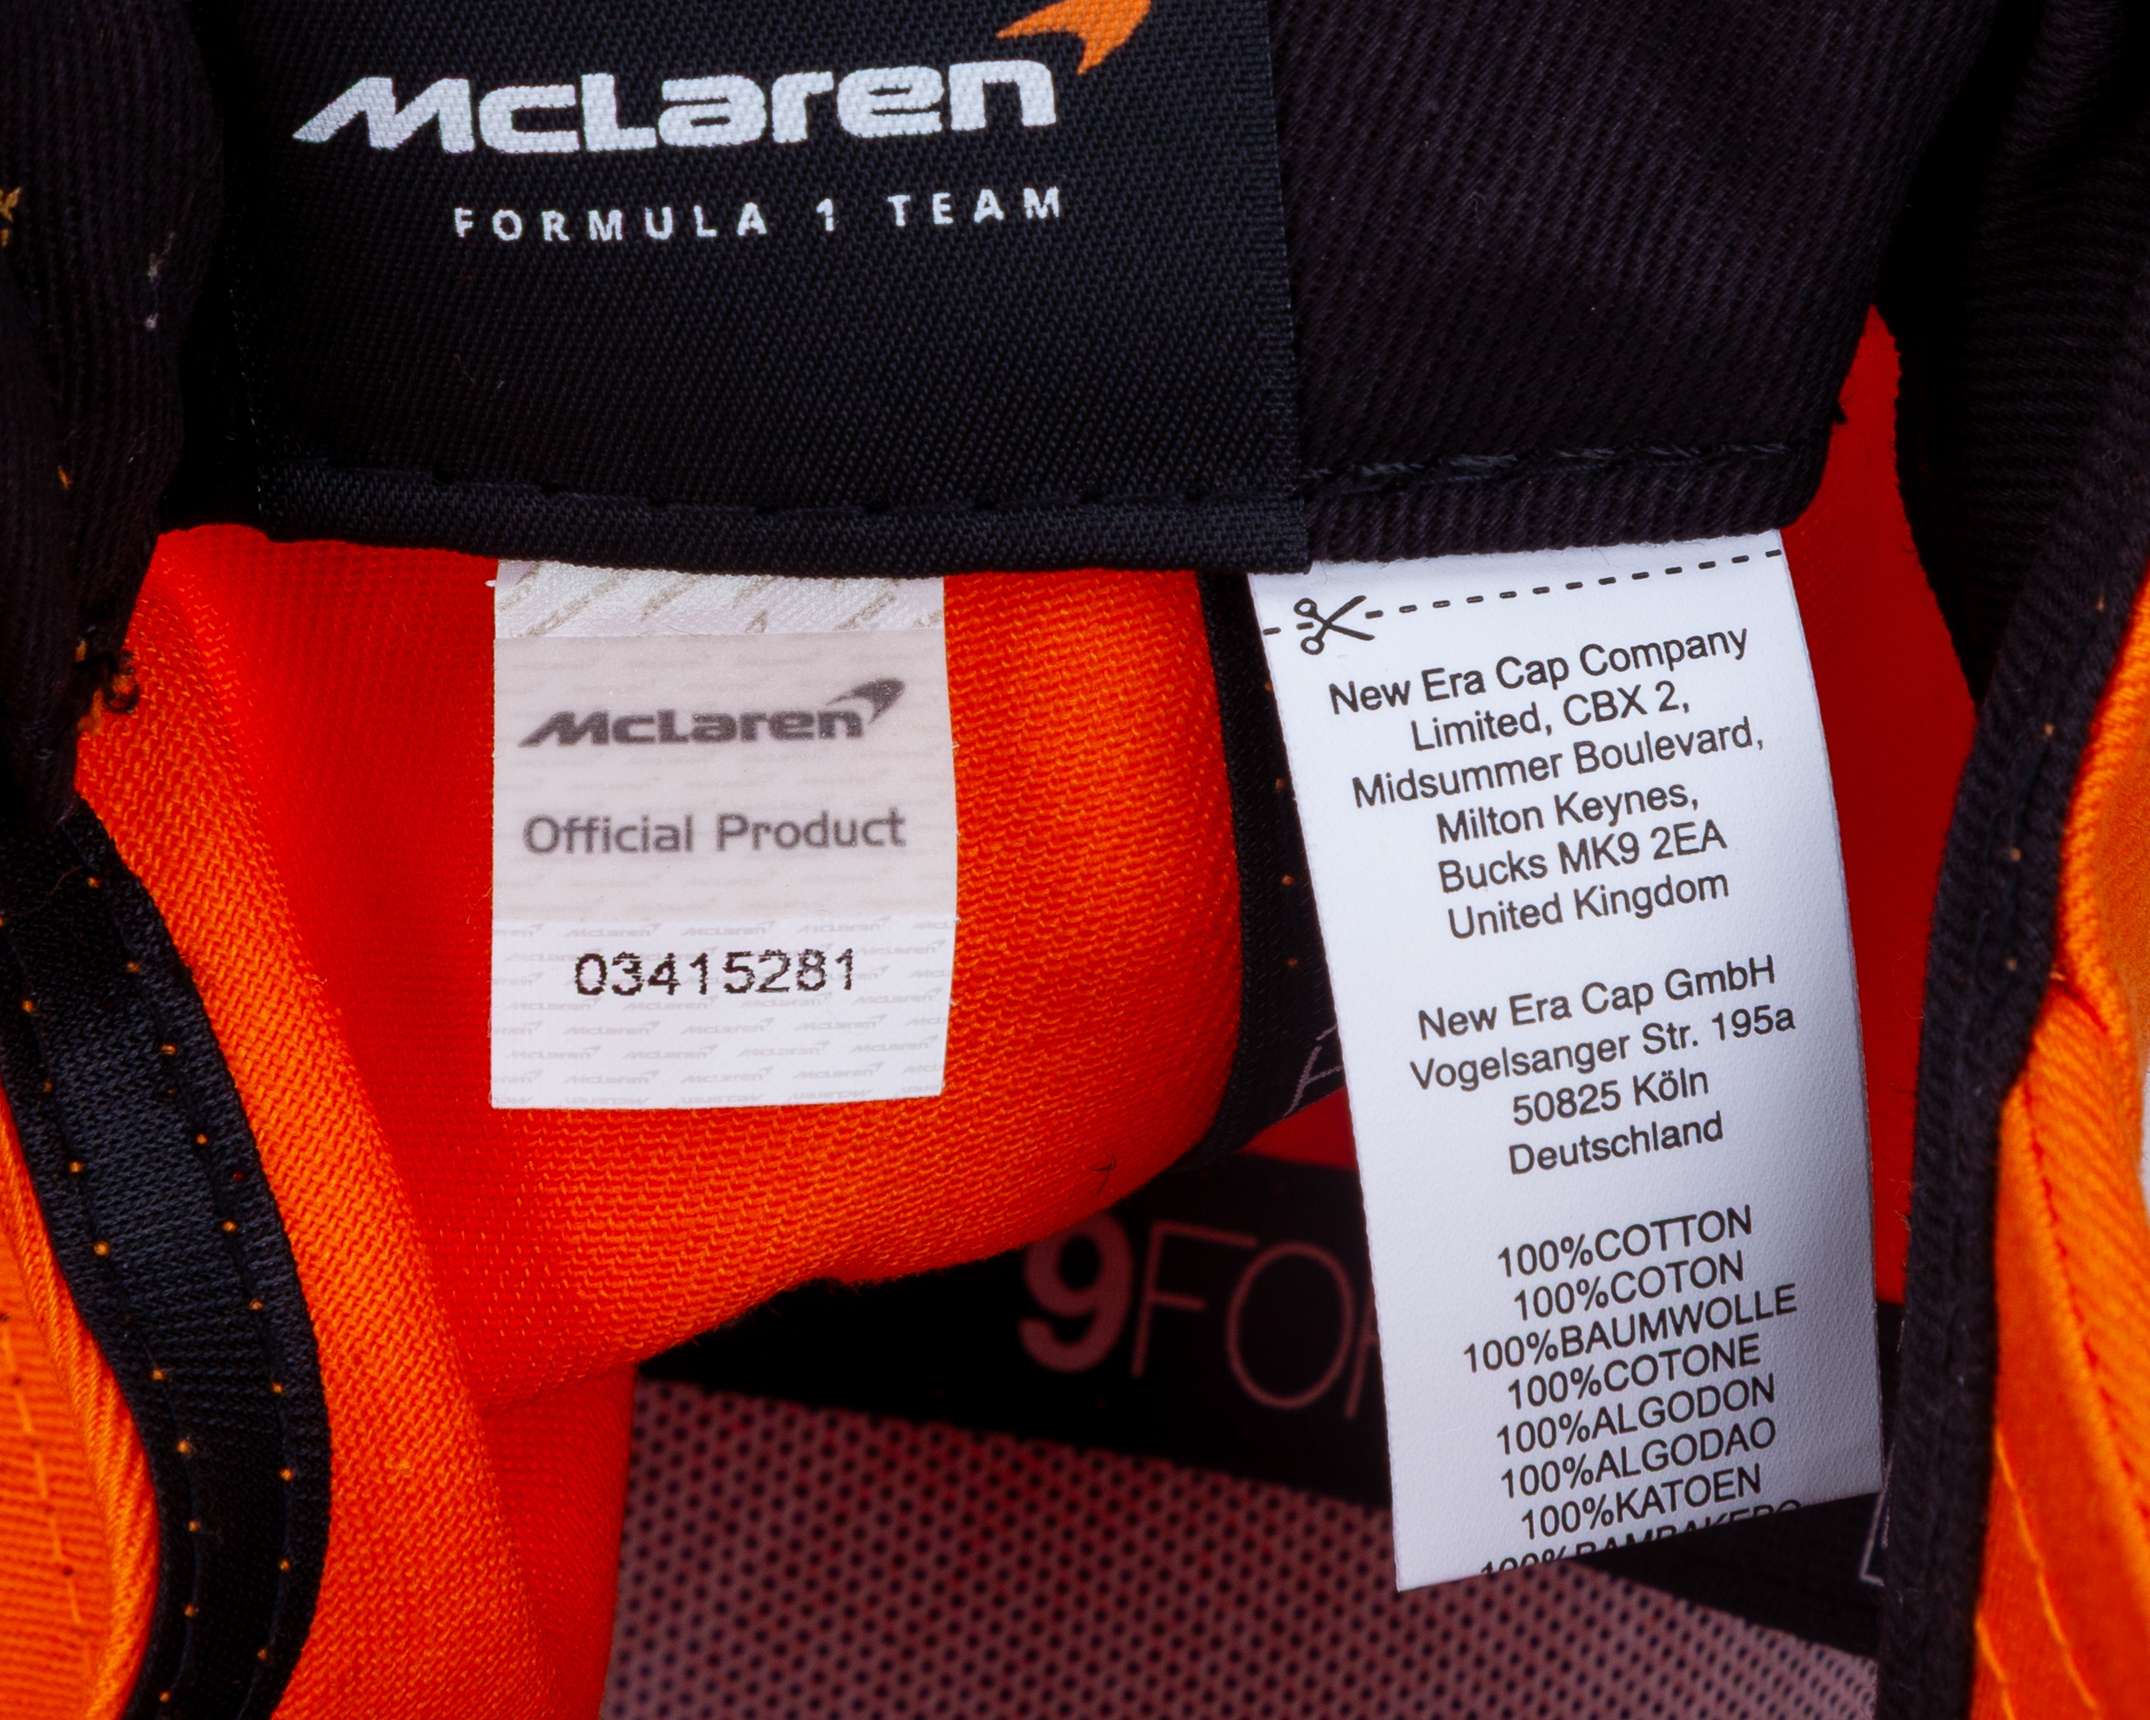 McLaren
FORMULA 1 TEAM
McLaren
Official Product
03415281
New Era Cap Company
Limited, CBX 2,
Midsummer Boulevard,
Milton Keynes,
Bucks MK9 2EA
United Kingdom
New Era Cap GmbH
Vogelsanger Str. 195a
50825 Köln
Deutschland
100%COTTON
100%COTON
100%BAUMWOLLE
100%COTONE
100%ALGODON
100%ALGODAO
100%KATOEN
9FO